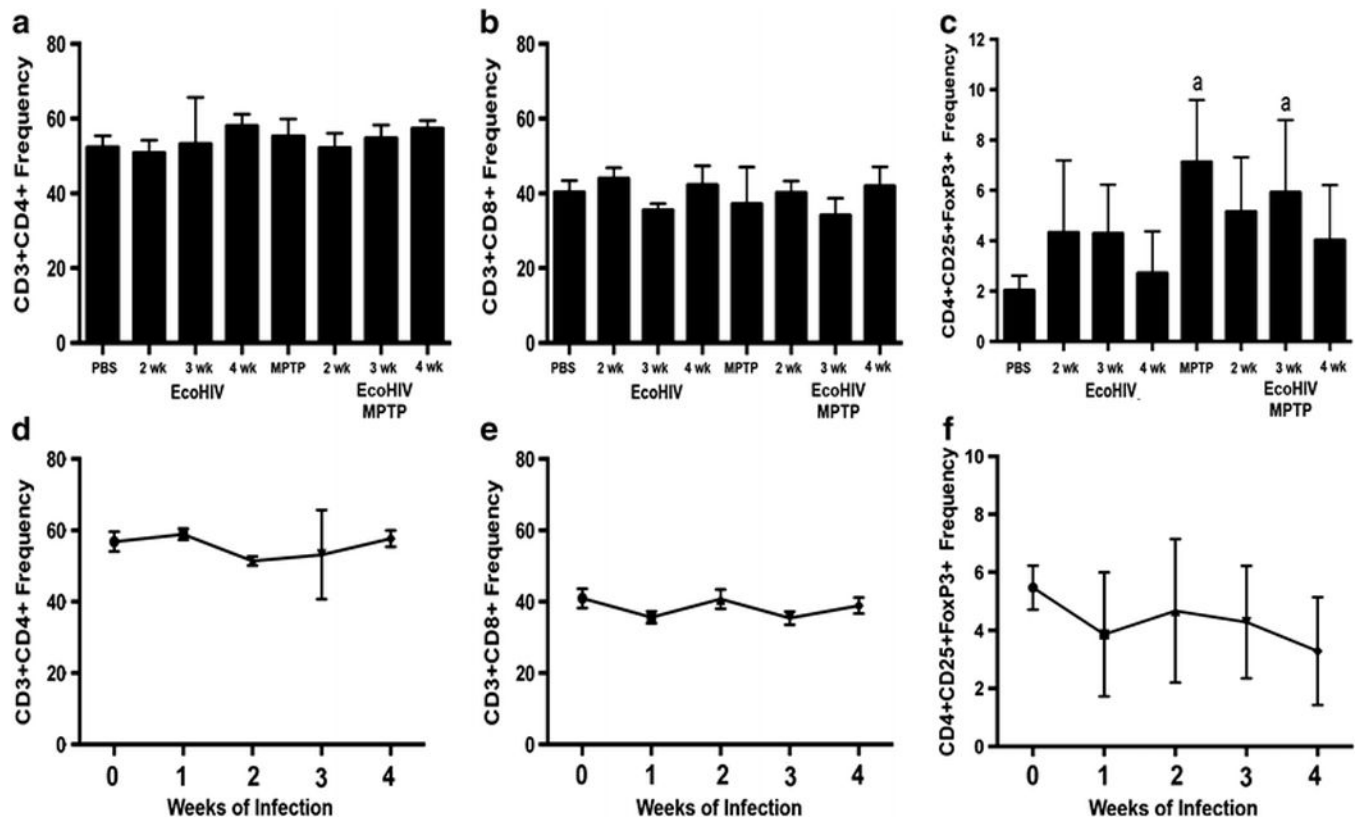 a
CD3+CD4+ Frequency
80
60
40
20
0
PBS 2 wk 3 wk 4 wk MPTP 2 wk 3 wk 4 wk
EcoHIV EcoHIV
MPTP
b
CD3+CD8+ Frequency
80
60
40
20
0
PBS 2 wk 3 wk 4 wk MPTP 2 wk 3 wk 4 wk
EcoHIV EcoHIV
MPTP
c
CD4+CD25+FoxP3+ Frequency
12
10
8
6
4
2
0
a a
PBS 2 wk 3 wk 4 wk MPTP 2 wk 3 wk 4 wk
EcoHIV EcoHIV
MPTP
d
CD3+CD4+ Frequency
80
60
40
20
0
0 1 2 3 4
Weeks of Infection
e
CD3+CD8+ Frequency
80
60
40
20
0
0 1 2 3 4
Weeks of Infection
f
CD4+CD25+FoxP3+ Frequency
10
8
6
4
2
0
0 1 2 3 4
Weeks of Infection